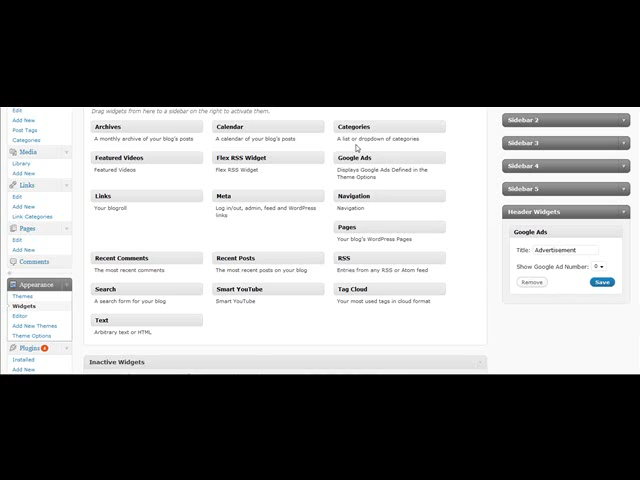 Edit
Add New
Post Tags
Categories
Media
Library
Add New
Links
Edit
Add New
Link Categories
Pages
Edit
Add New
Comments
Appearance
Themes
Widgets
Editor
Add New Themes
Theme Options
Plugins 4
Installed
Add New
Drag widgets from here to a sidebar on the right to activate them.
Archives
A monthly archive of your blog's posts
Calendar
A calendar of your blog's posts
Categories
A list or dropdown of categories
Featured Videos
Featured Videos
Flex RSS Widget
Flex RSS Widget
Google Ads
Displays Google Ads Defined in the
Theme Options
Links
Your blogroll
Meta
Log in/out, admin, feed and WordPress
links
Navigation
Navigation
Pages
Your blog's WordPress Pages
Recent Comments
The most recent comments
Recent Posts
The most recent posts on your blog
RSS
Entries from any RSS or Atom feed
Search
A search form for your blog
Smart YouTube
Smart YouTube
Tag Cloud
Your most used tags in cloud format
Text
Arbitrary text or HTML
Inactive Widgets
Sidebar 2
Sidebar 3
Sidebar 4
Sidebar 5
Header Widgets
Google Ads
Title: Advertisement
Show Google Ad Number: 0
Remove Save